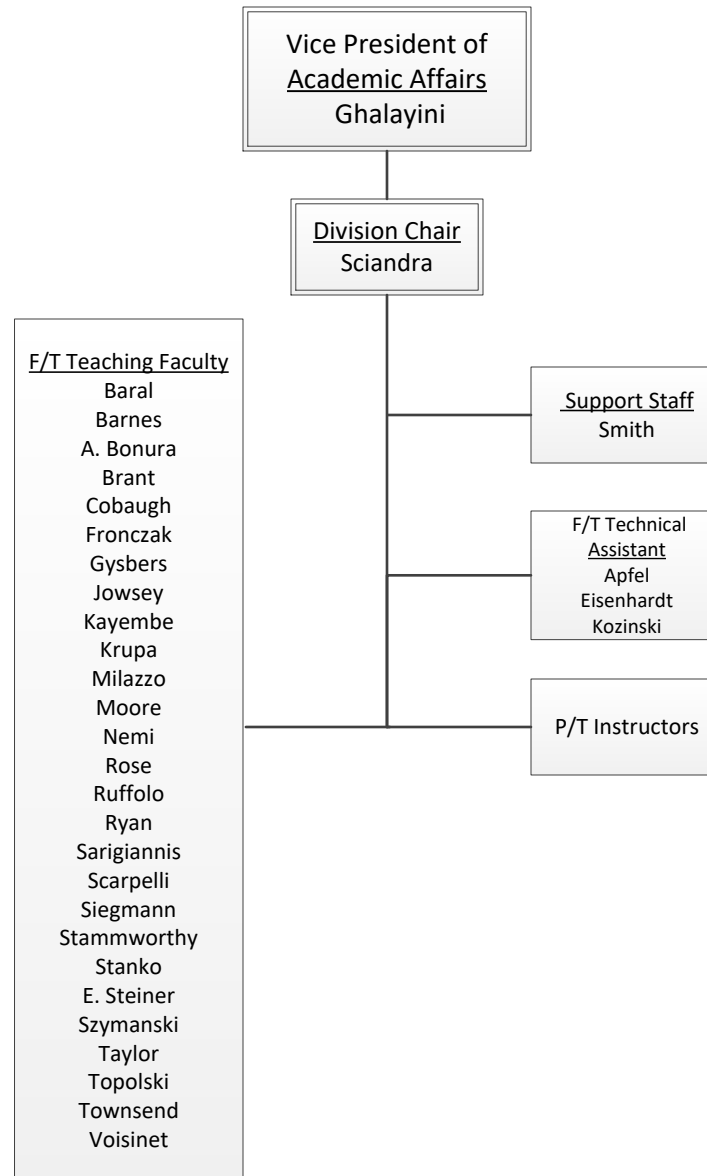 Vice President of
Academic Affairs
Ghalayini
Division Chair
Sciandra
F/T Teaching Faculty
Baral
Barnes
A. Bonura
Brant
Cobaugh
Fronczak
Gysbers
Jowsey
Kayembe
Krupa
Milazzo
Moore
Nemi
Rose
Ruffolo
Ryan
Sarigiannis
Scarpelli
Siegmann
Stammworthy
Stanko
E. Steiner
Szymanski
Taylor
Topolski
Townsend
Voisinet
Support Staff
Smith
F/T Technical
Assistant
Apfel
Eisenhardt
Kozinski
P/T Instructors